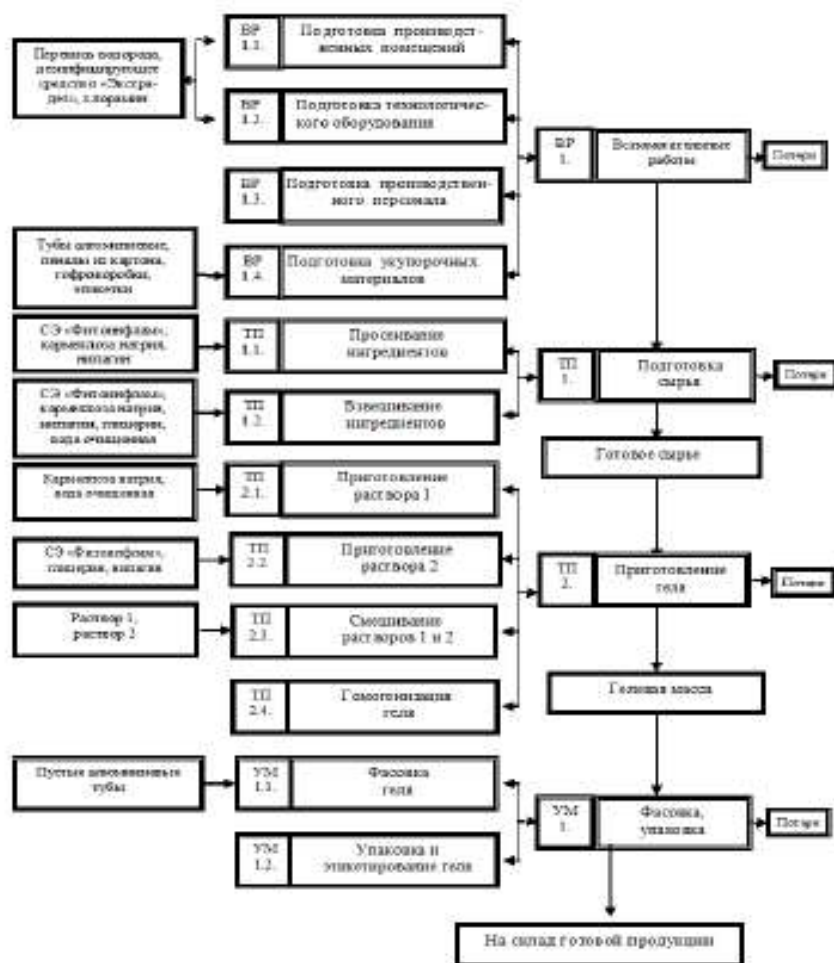 Перекись водорода,
дезинфицирующее
средство «Экстра-
дез», хлорамин
ВР
1.1.
Подготовка производст-
венных помещений
ВР
1.2.
Подготовка технологичес-
кого оборудования
ВР
1.3.
Подготовка производствен-
ного персонала
Тубы алюминиевые,
пеналы из картона,
гофрокоробки,
этикетки
ВР
1.4.
Подготовка укупорочных
материалов
ВР
1.
Вспомогательные
работы
Потери
СЭ «Фитоинфлам»,
кармеллоза натрия,
нипагин
ТП
1.1.
Просеивание
ингредиентов
СЭ «Фитоинфлам»,
кармеллоза натрия,
нипагин, глицерин,
вода очищенная
ТП
1.2.
Взвешивание
ингредиентов
ТП
1.
Подготовка
сырья
Потери
Готовое сырье
Кармеллоза натрия,
вода очищенная
ТП
2.1.
Приготовление
раствора 1
СЭ «Фитоинфлам»,
глицерин, нипагин
ТП
2.2.
Приготовление
раствора 2
Раствор 1,
раствор 2
ТП
2.3.
Смешивание
растворов 1 и 2
ТП
2.4.
Гомогенизация
геля
ТП
2.
Приготовление
геля
Потери
Гелевая масса
Пустые алюминиевые
тубы
УМ
1.1.
Фасовка
геля
УМ
1.2.
Упаковка и
этикетирование геля
УМ
1.
Фасовка,
упаковка
Потери
На склад готовой продукции